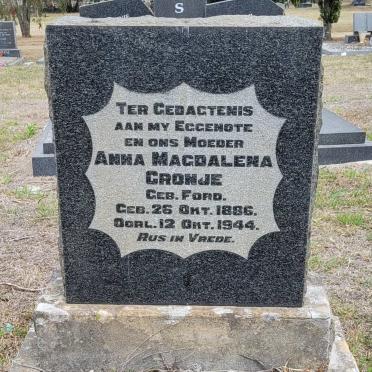 S
TER GEDAGTENIS
AAN MY EGGENOTE
EN ONS MOEDER
ANNA MAGDALENA
CRONJE
GEB. FORD.
GEB. 26 OKT. 1886.
OORL. 12 OKT. 1944.
RUS IN VREDE.